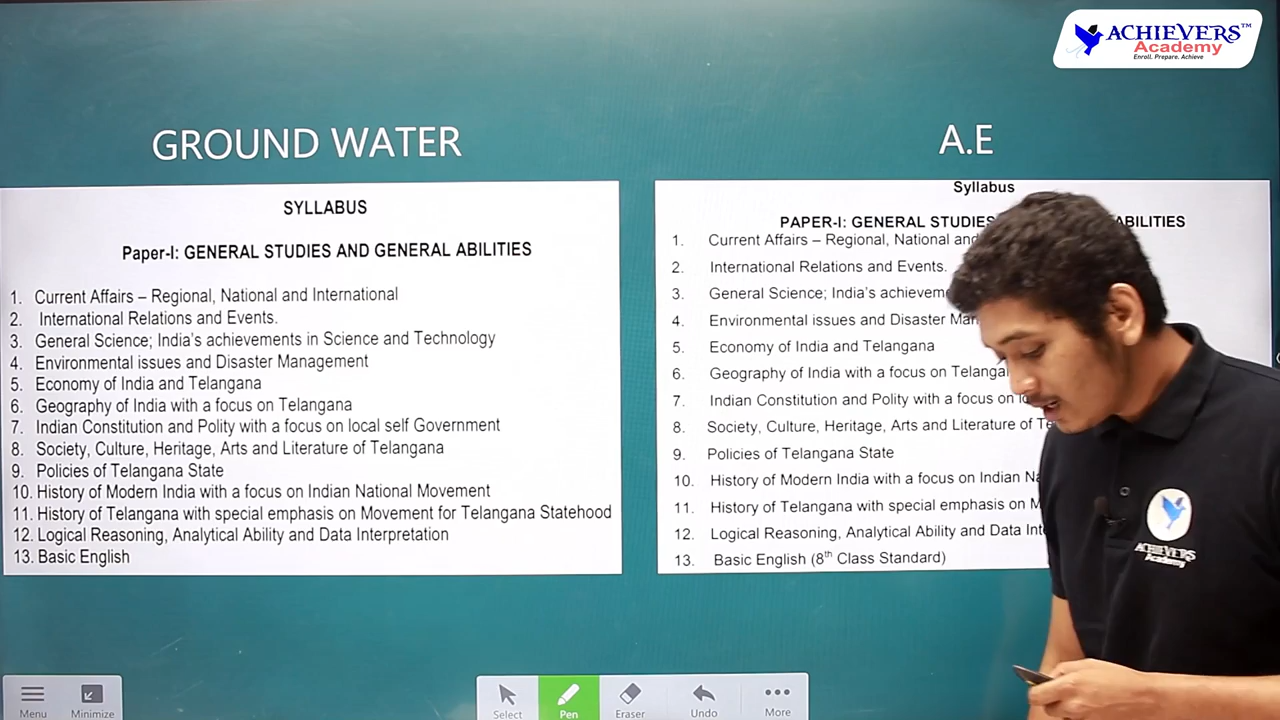 ACHIEVERS™
Academy
Enroll. Prepare. Achieve
GROUND WATER
SYLLABUS
Paper-I: GENERAL STUDIES AND GENERAL ABILITIES
1. Current Affairs – Regional, National and International
2. International Relations and Events.
3. General Science; India's achievements in Science and Technology
4. Environmental issues and Disaster Management
5. Economy of India and Telangana
6. Geography of India with a focus on Telangana
7. Indian Constitution and Polity with a focus on local self Government
8. Society, Culture, Heritage, Arts and Literature of Telangana
9. Policies of Telangana State
10. History of Modern India with a focus on Indian National Movement
11. History of Telangana with special emphasis on Movement for Telangana Statehood
12. Logical Reasoning, Analytical Ability and Data Interpretation
13. Basic English
A.E
Syllabus
PAPER-I: GENERAL STUDIES
1. Current Affairs – Regional, National and
2. International Relations and Events.
3. General Science; India's
4. Environmental issues and Disaster
5. Economy of India and Telangana
6. Geography of India with a focus on
7. Indian Constitution and Polity with a focus on
8. Society, Culture, Heritage, Arts and Literature of
9. Policies of Telangana State
10. History of Modern India with a focus on Indian
11. History of Telangana with special emphasis on
12. Logical Reasoning, Analytical Ability and Data
13. Basic English (8th Class Standard)
ACHIEVERS
Academy
Menu
Minimize
Select
Pen
Eraser
Undo
More